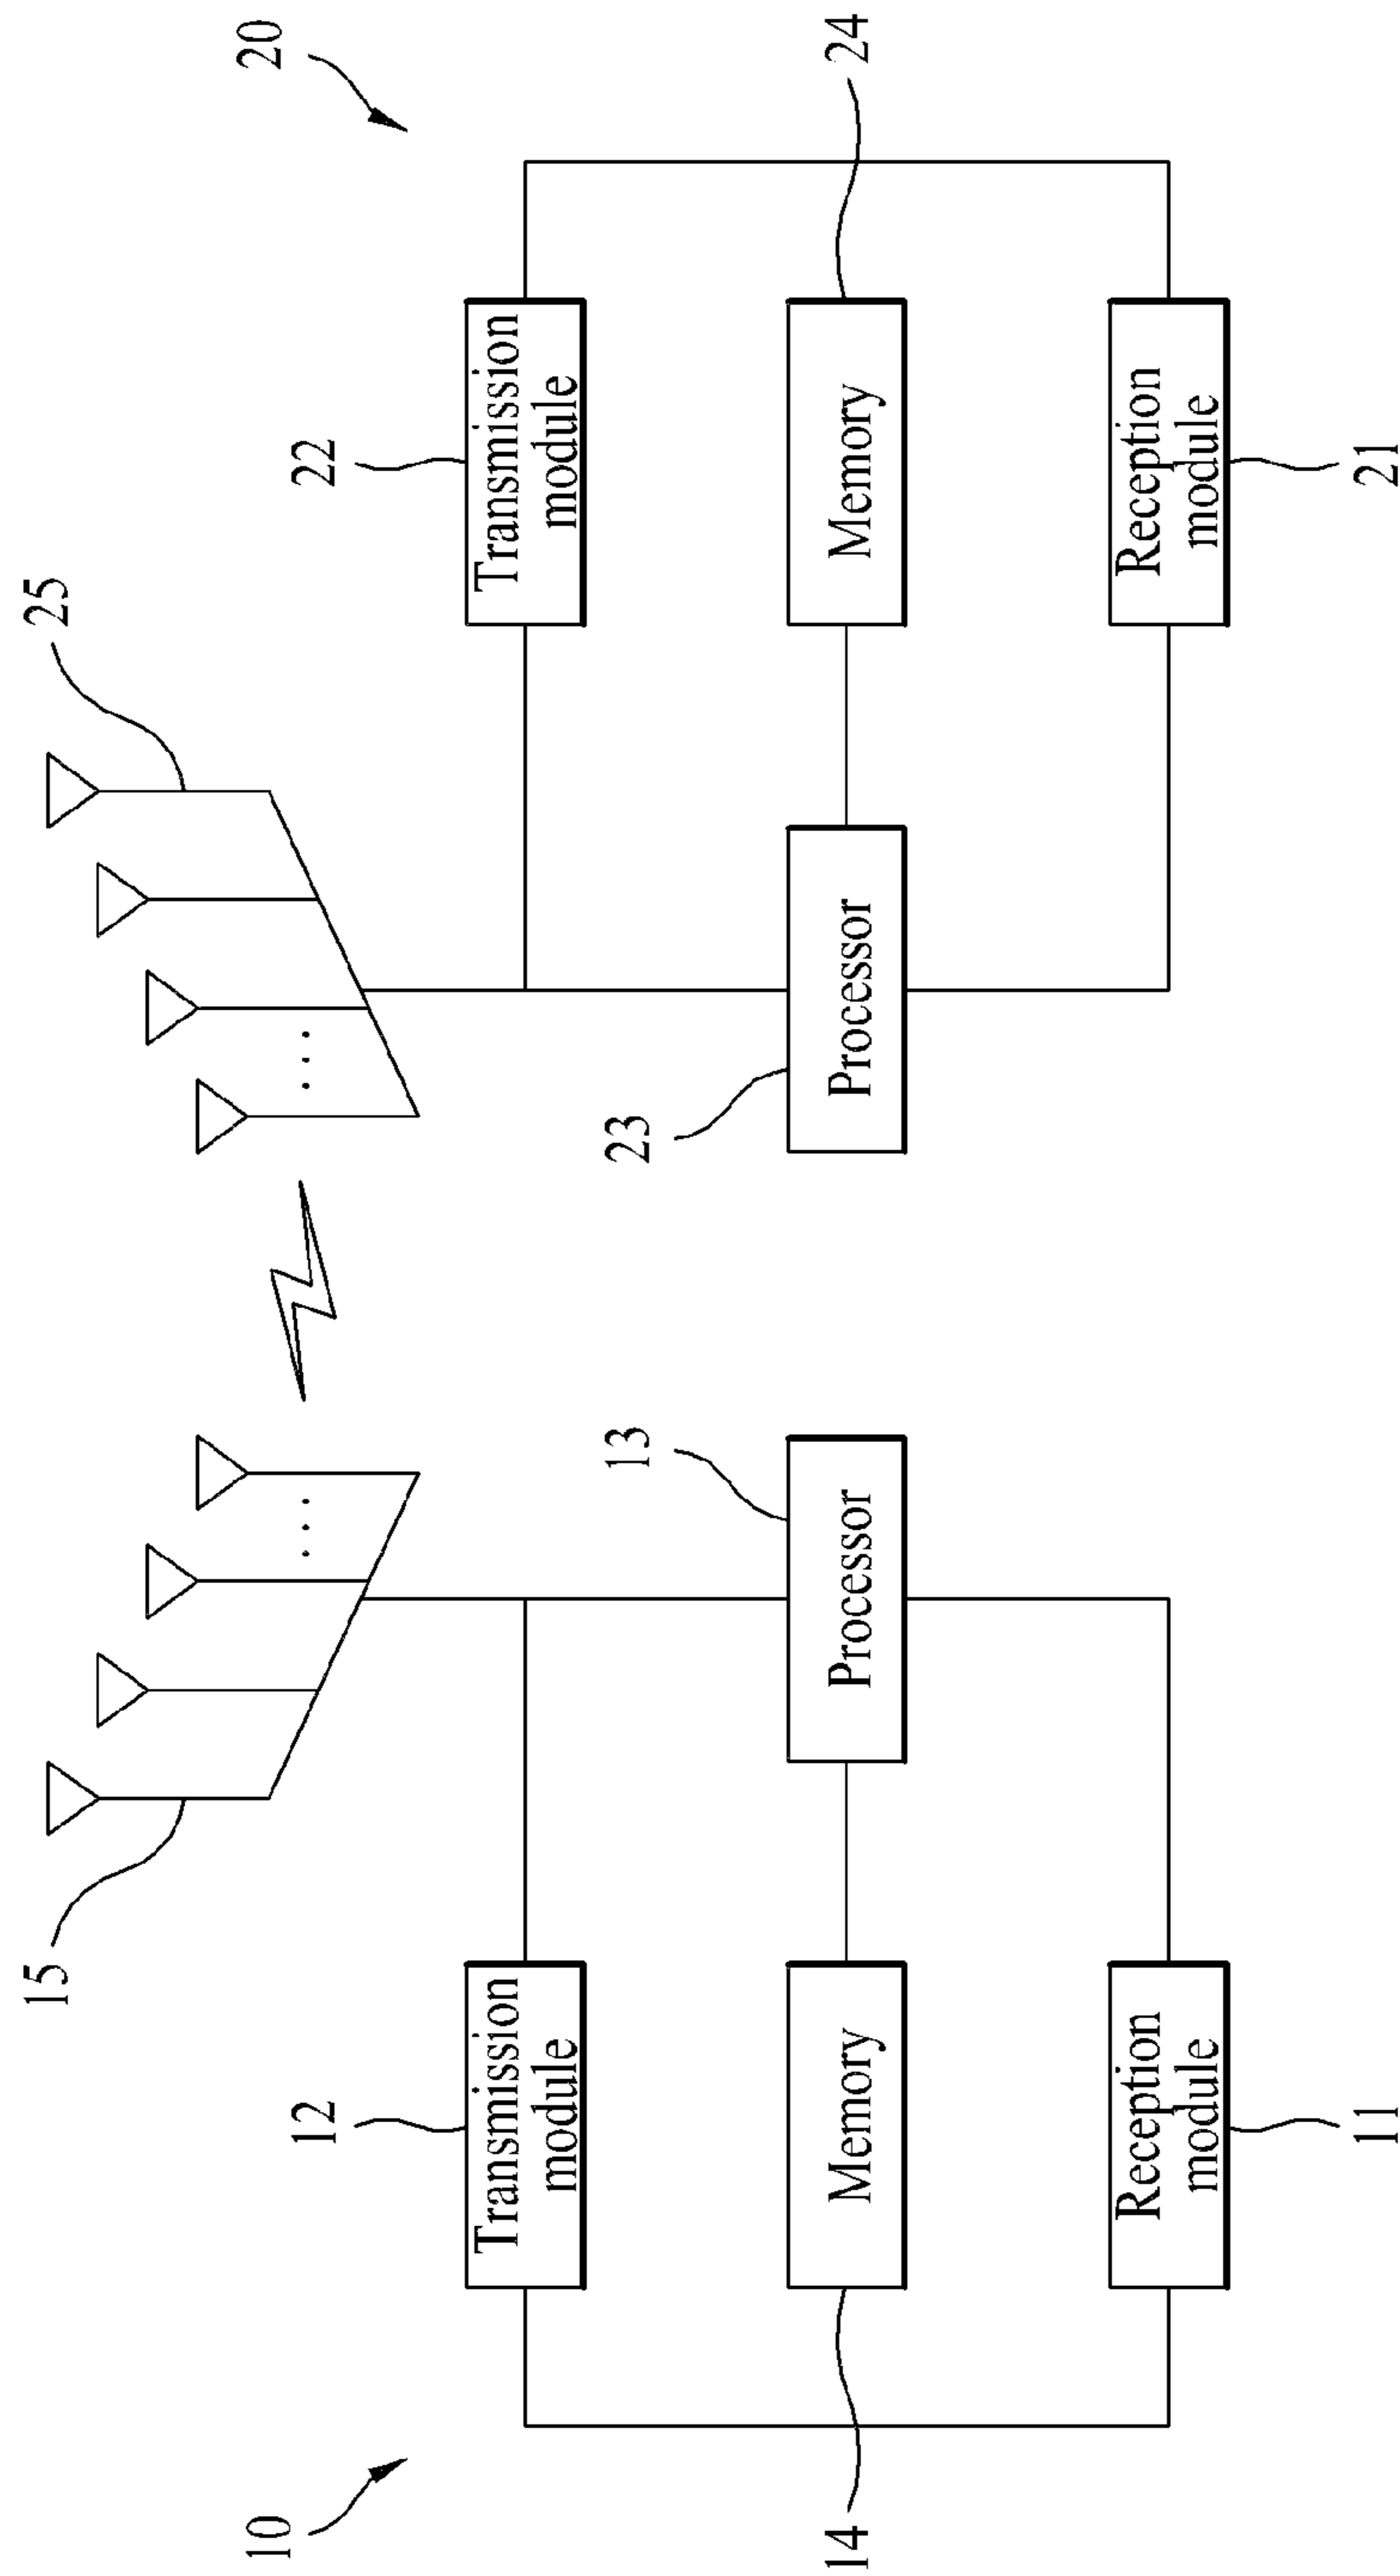 10
20
15
25
12
Transmission
module
22
Transmission
module
13
Processor
23
Processor
14
Memory
24
Memory
11
Reception
module
21
Reception
module